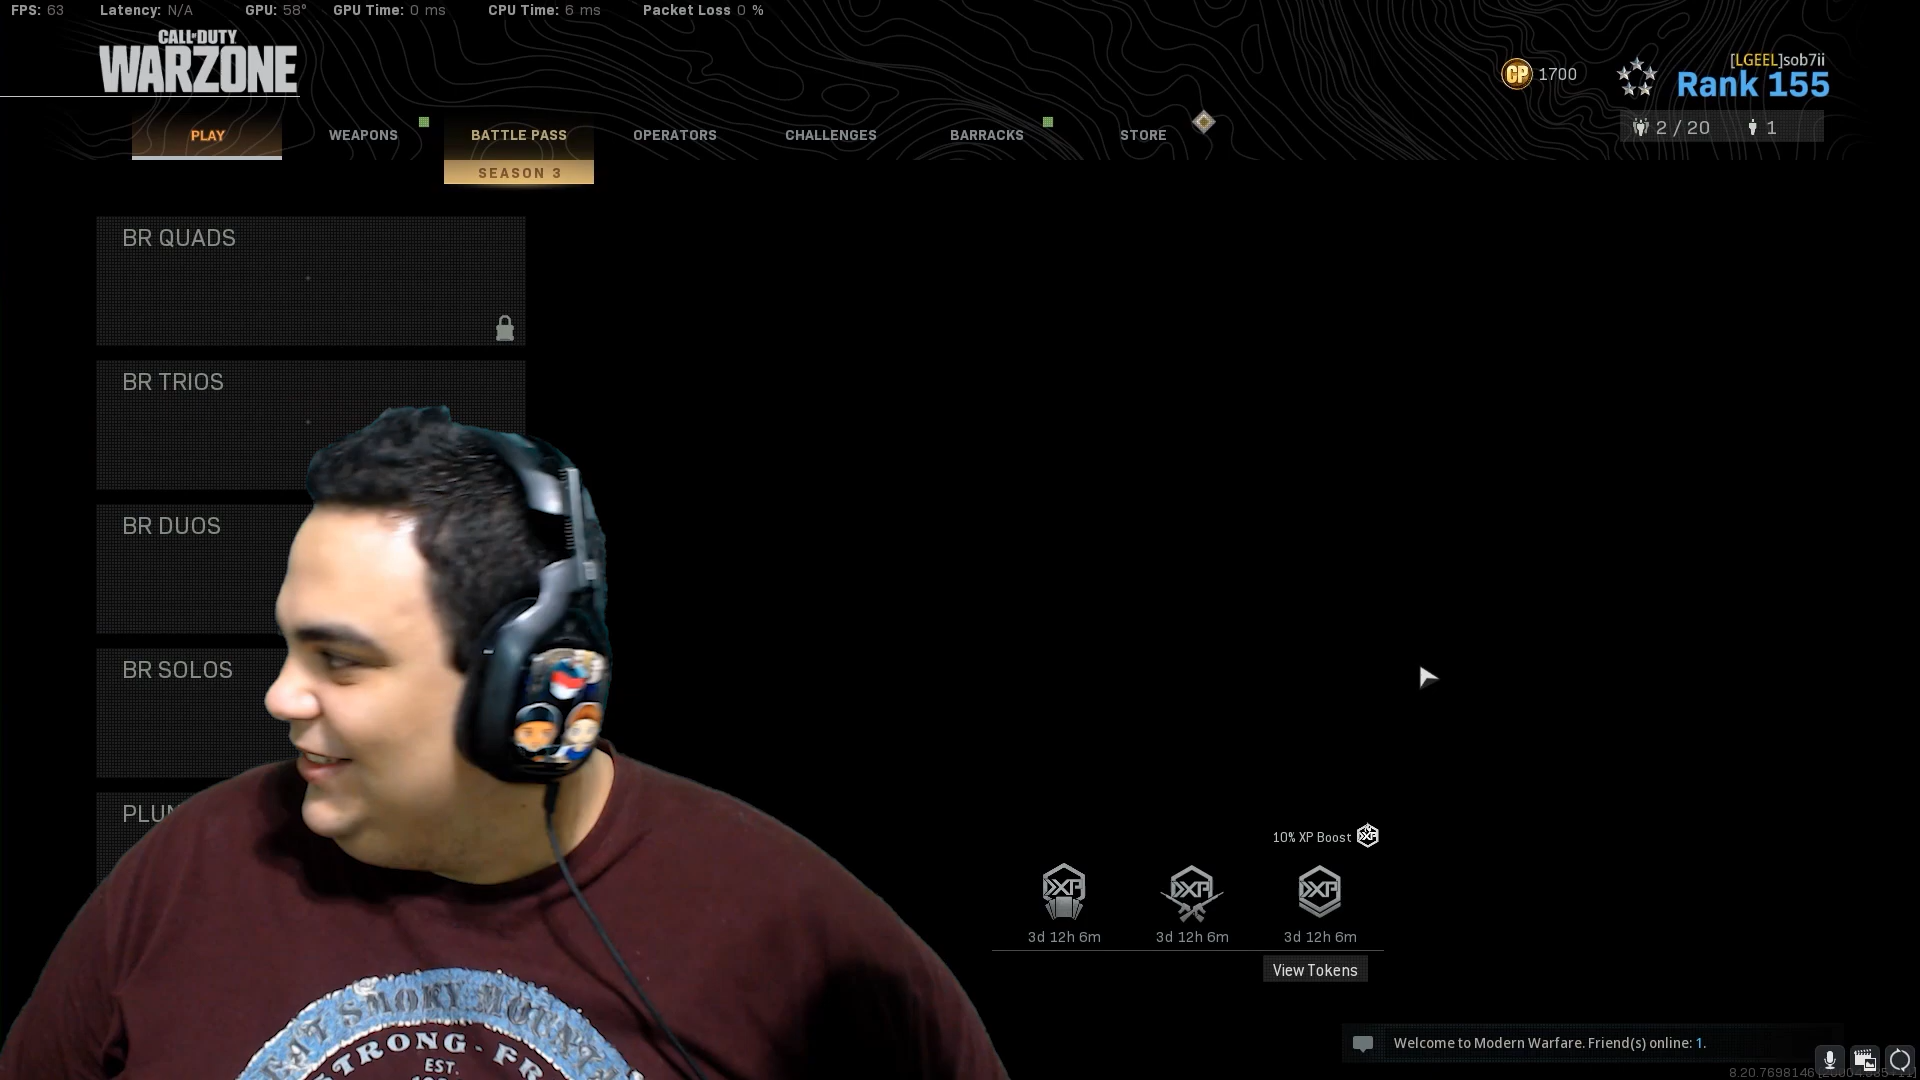 FPS: 63 Latency: N/A GPU: 58° GPU Time: 0 ms CPU Time: 6 ms Packet Loss 0 %
CALL OF DUTY
WARZONE
CP 1700
[LGEEL]sob7ii
Rank 155
2 / 20 1
PLAY WEAPONS BATTLE PASS OPERATORS CHALLENGES BARRACKS STORE
SEASON 3
BR QUADS
BR TRIOS
BR DUOS
BR SOLOS
10% XP Boost
3d 12h 6m 3d 12h 6m 3d 12h 6m
View Tokens
SMOKY
STRONG
EST.
Welcome to Modern Warfare. Friend(s) online: 1.